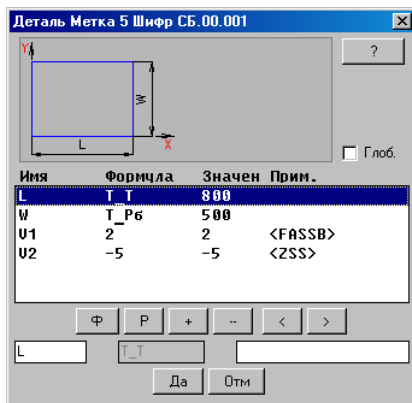 Деталь Метка 5 Шифр СБ.00.001
Y
?
W
L
X
Глоб.
Имя Формула Значен Прим.
L T_T 800
W T_Рб 500
V1 2 2 <FASSB>
V2 -5 -5 <ZSS>
Ф Р + -- < >
L T_T
Да Отм